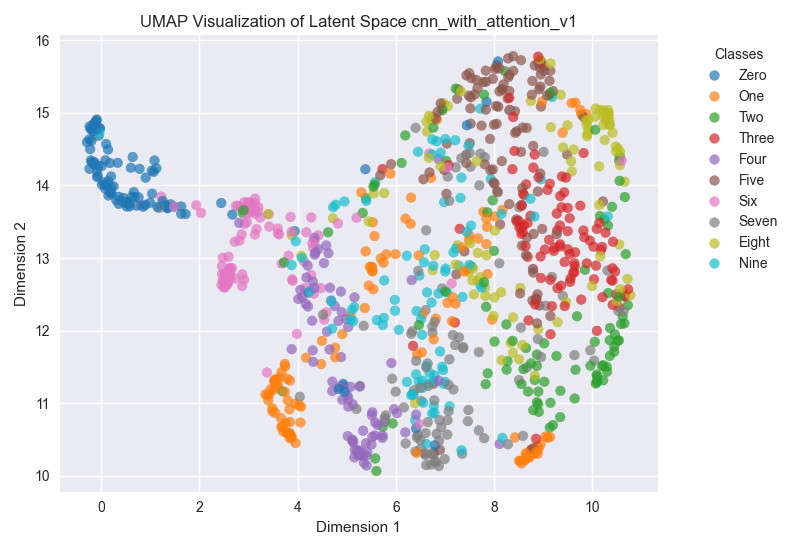 UMAP Visualization of Latent Space cnn_with_attention_v1
Classes
Zero
One
Two
Three
Four
Five
Six
Seven
Eight
Nine
Dimension 2
16
15
14
13
12
11
10
0 2 4 6 8 10
Dimension 1